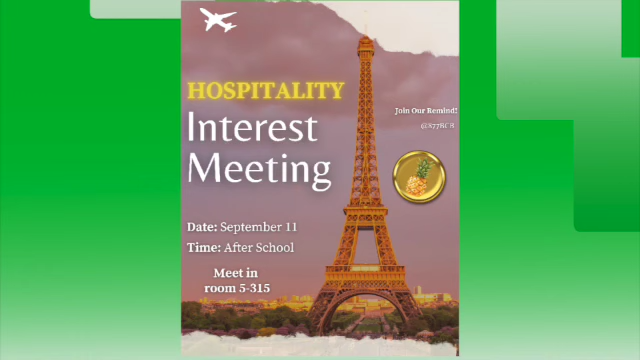 HOSPITALITY
Interest
Meeting
Join Our Remind!
Date: September 11
Time: After School
Meet in
room 5-315